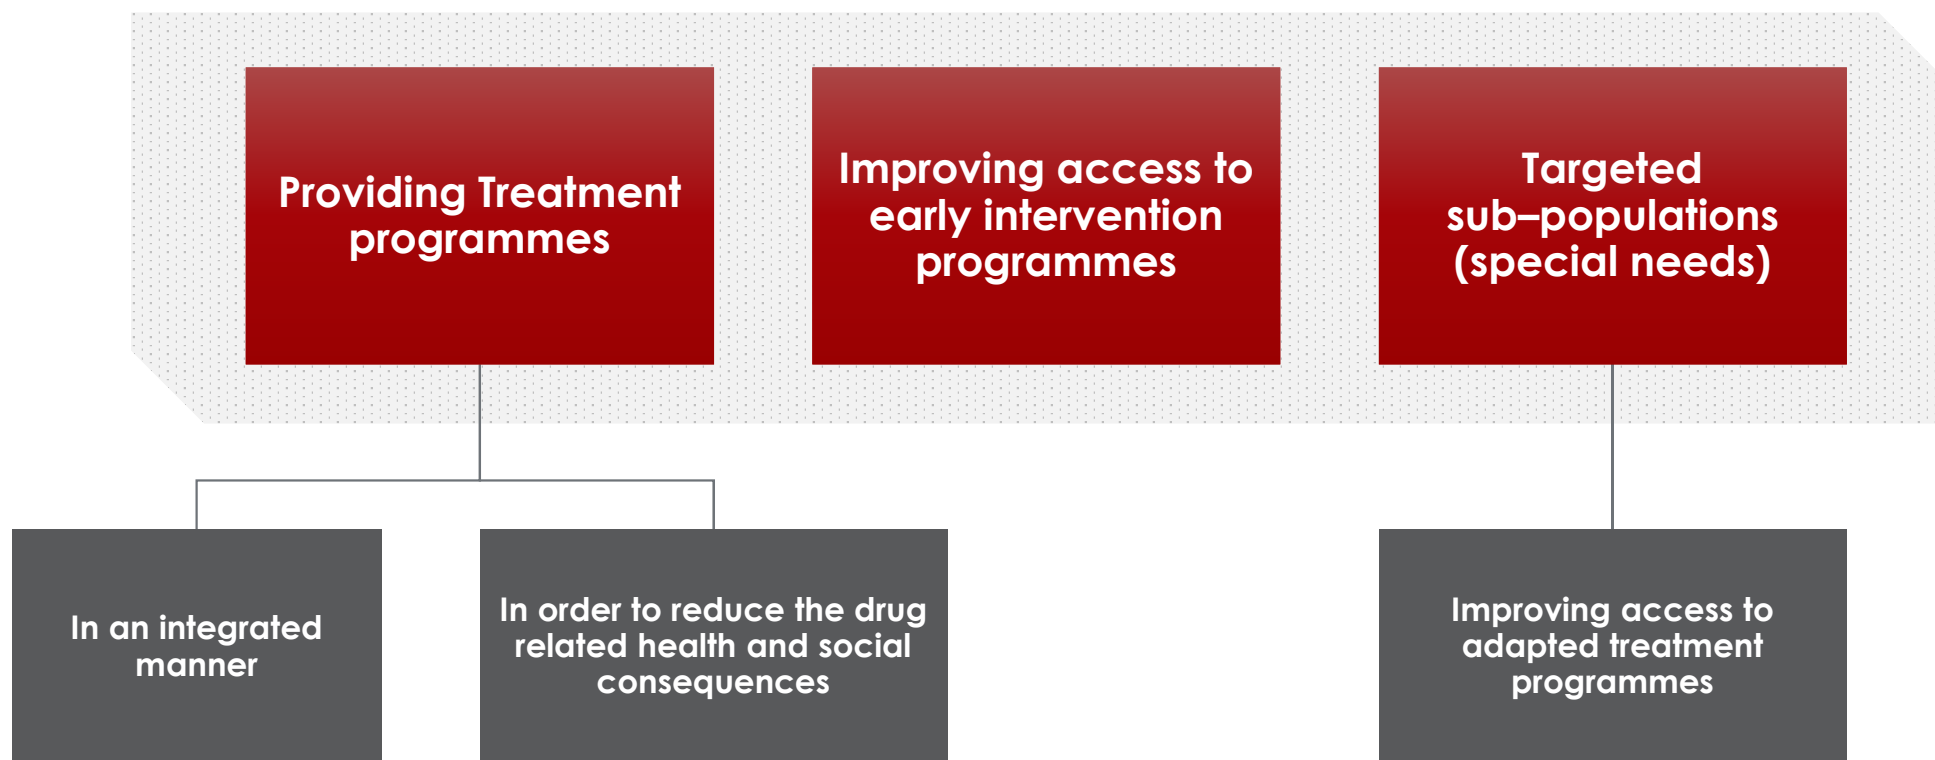 Providing Treatment
programmes
Improving access to
early intervention
programmes
Targeted
sub–populations
(special needs)
In an integrated
manner
In order to reduce the drug
related health and social
consequences
Improving access to
adapted treatment
programmes